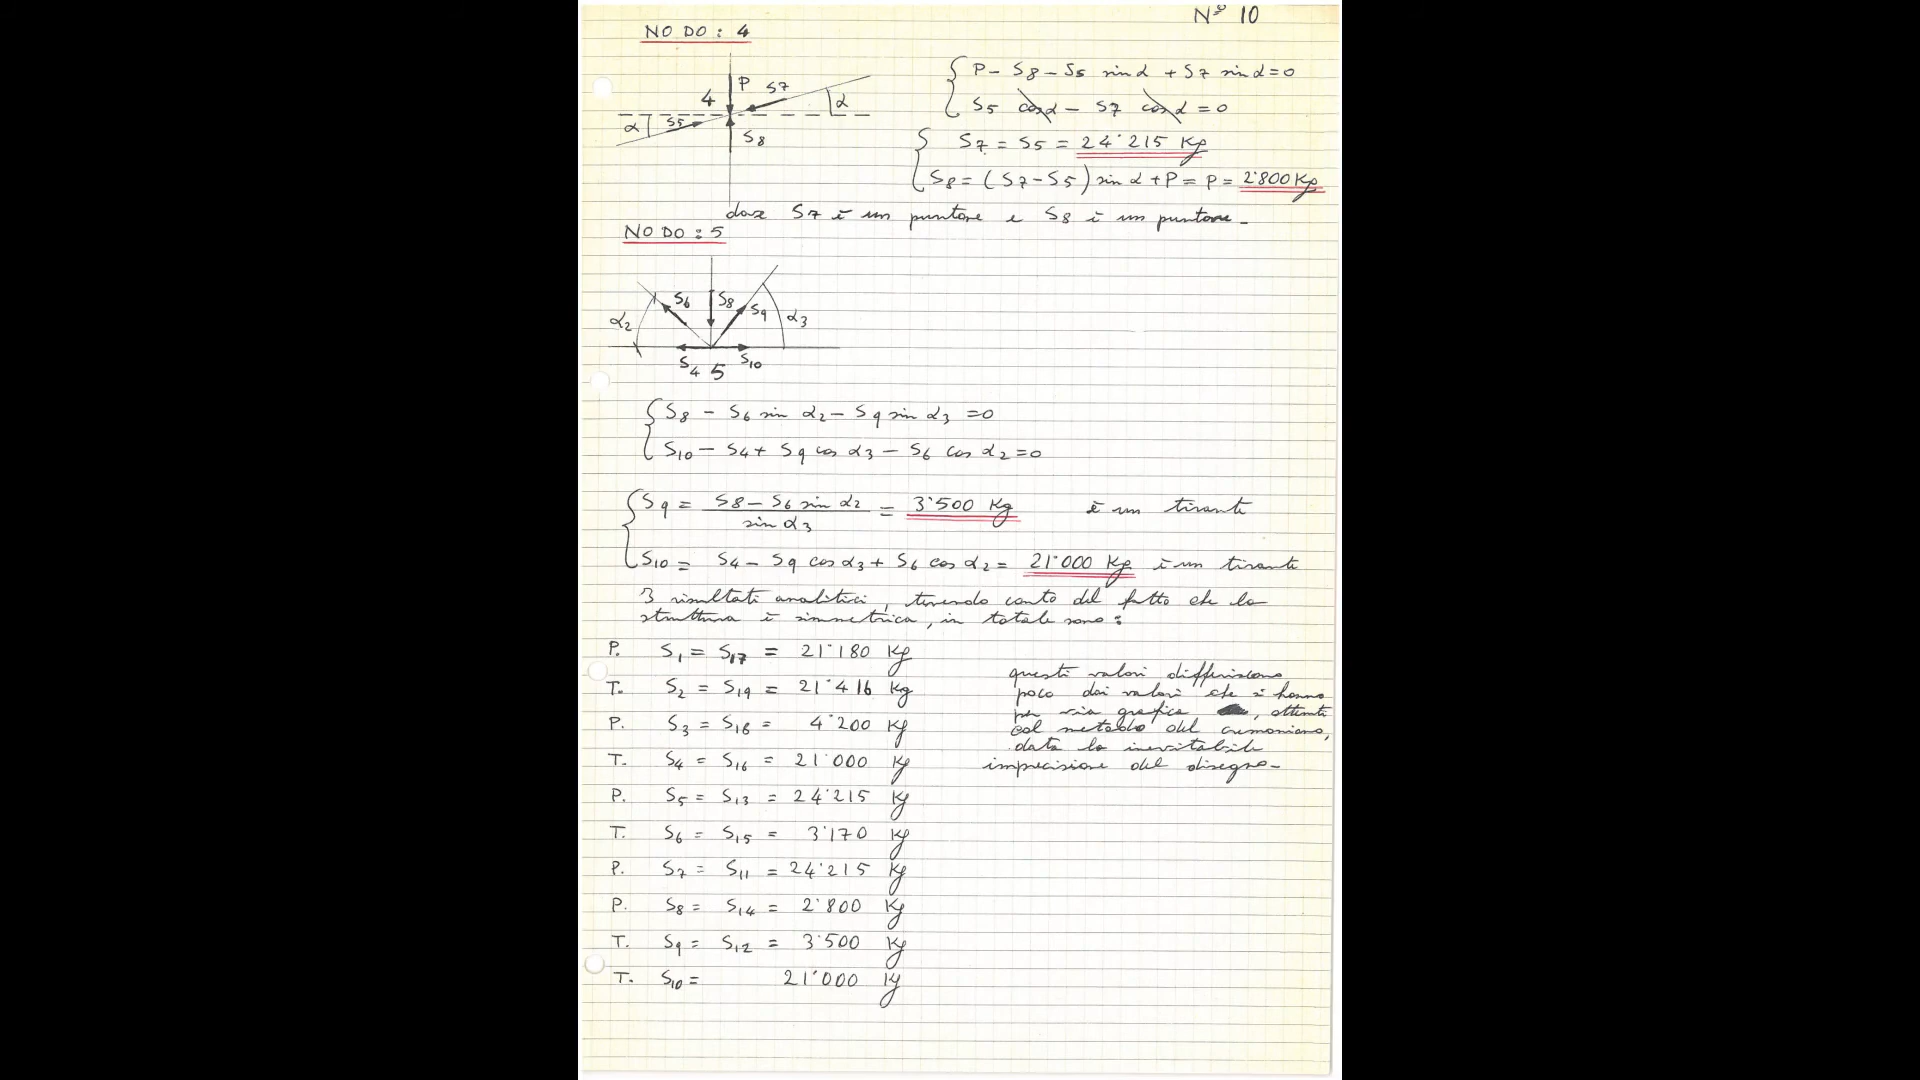 N° 10
NODO: 4
P
S7
4
α
α
S5
S8
P - S8 - S5 sin α + S7 sin α = 0
S5 cos α - S7 cos α = 0
S7 = S5 = 24'215 Kg
S8 = (S7 - S5) sin α + P = P = 2'800 Kg
dove S7 è un puntone e S8 è un puntone -
NODO: 5
S6
S8
S9
α2
α3
S4
5
S10
S8 - S6 sin α2 - S9 sin α3 = 0
S10 - S4 + S9 cos α3 - S6 cos α2 = 0
S9 = (S8 - S6 sin α2) / sin α3 = 3'500 Kg è un tirante
S10 = S4 - S9 cos α3 + S6 cos α2 = 21'000 Kg è un tirante
I risultati analitici, tenendo conto del fatto che la
struttura è simmetrica, in totale sono:
P. S1 = S17 = 21'180 Kg
T. S2 = S19 = 21'416 Kg
P. S3 = S18 = 4'200 Kg
T. S4 = S16 = 21'000 Kg
P. S5 = S13 = 24'215 Kg
T. S6 = S15 = 3'170 Kg
P. S7 = S11 = 24'215 Kg
P. S8 = S14 = 2'800 Kg
T. S9 = S12 = 3'500 Kg
T. S10 = 21'000 Kg
questi valori differiscono
poco dai valori che si hanno
per via grafica, ottenuti
col metodo del cremoniano,
data la inevitabile
imprecisione del disegno -